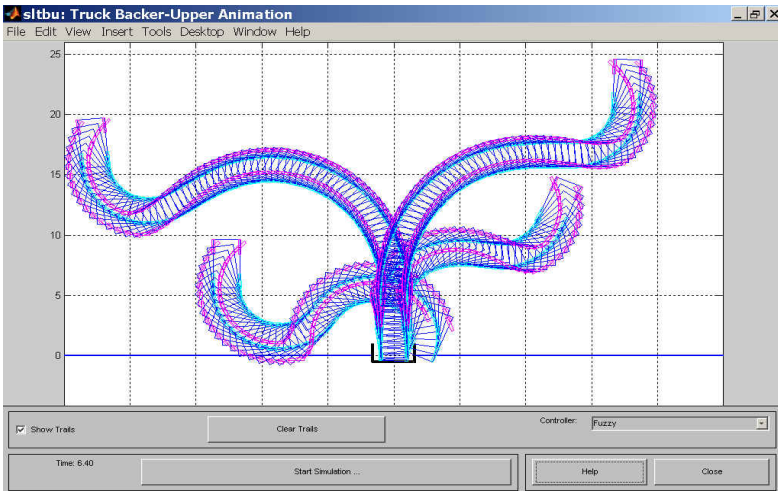 sltbu: Truck Backer-Upper Animation
File Edit View Insert Tools Desktop Window Help
25
20
15
10
5
0
Show Trails
Clear Trails
Controller:
Fuzzy
Time: 6.40
Start Simulation ...
Help
Close